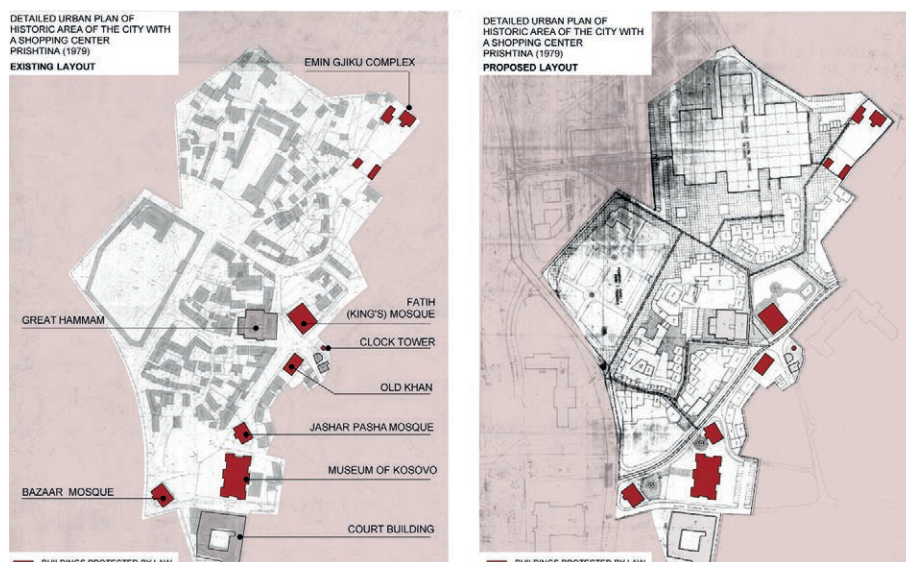 DETAILED URBAN PLAN OF
HISTORIC AREA OF THE CITY WITH
A SHOPPING CENTER
PRISHTINA (1979)
EXISTING LAYOUT
EMIN GJIKU COMPLEX
GREAT HAMMAM
FATIH
(KING'S) MOSQUE
CLOCK TOWER
OLD KHAN
JASHAR PASHA MOSQUE
MUSEUM OF KOSOVO
BAZAAR MOSQUE
COURT BUILDING
BUILDINGS PROTECTED BY LAW
DETAILED URBAN PLAN OF
HISTORIC AREA OF THE CITY WITH
A SHOPPING CENTER
PRISHTINA (1979)
PROPOSED LAYOUT
BUILDINGS PROTECTED BY LAW